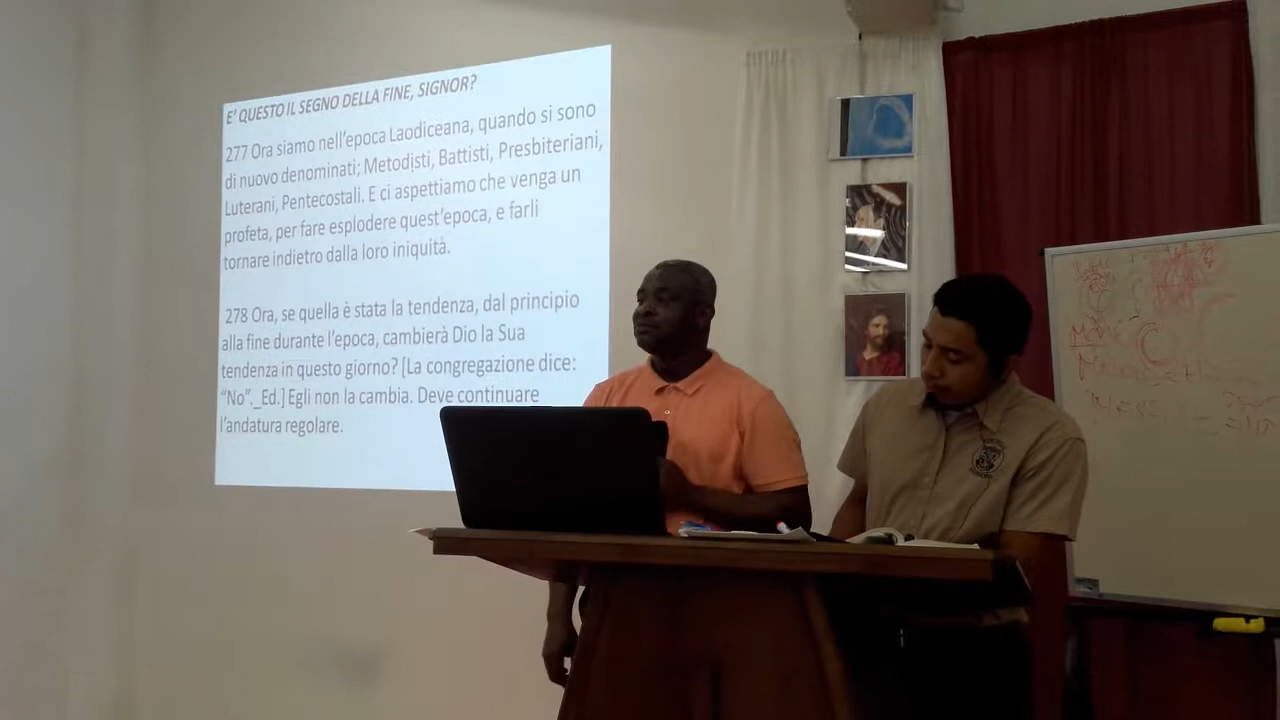 E' QUESTO IL SEGNO DELLA FINE, SIGNOR?
277 Ora siamo nell'epoca Laodiceana, quando si sono
di nuovo denominati; Metodisti, Battisti, Presbiteriani,
Luterani, Pentecostali. E ci aspettiamo che venga un
profeta, per fare esplodere quest'epoca, e farli
tornare indietro dalla loro iniquità.
278 Ora, se quella è stata la tendenza, dal principio
alla fine durante l'epoca, cambierà Dio la Sua
tendenza in questo giorno? [La congregazione dice:
“No”._Ed.] Egli non la cambia. Deve continuare
l'andatura regolare.